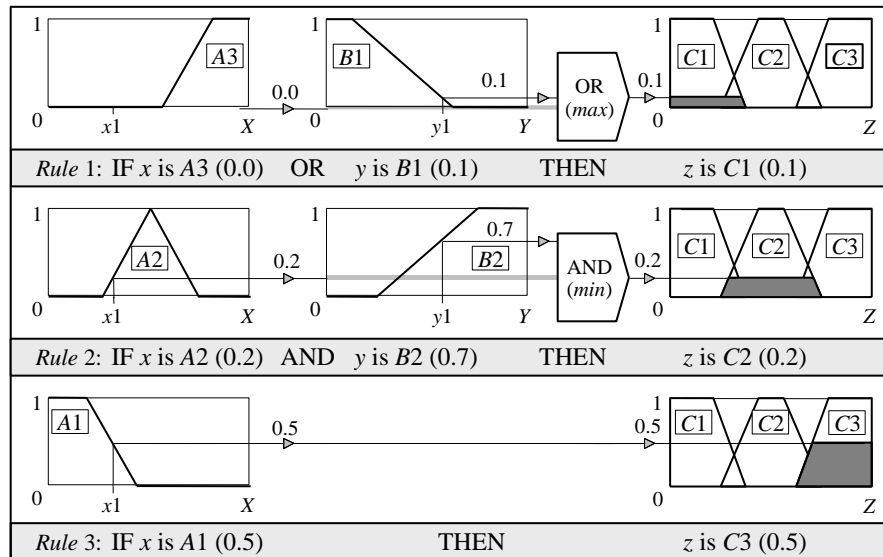 1 A3 1 B1 0.1 OR (max) 0.1 1 C1 C2 C3
0.0
0 x1 X 0 y1 Y 0 Z
Rule 1: IF x is A3 (0.0) OR y is B1 (0.1) THEN z is C1 (0.1)
1 A2 0.2 1 0.7 B2 AND (min) 0.2 1 C1 C2 C3
0 x1 X 0 y1 Y 0 Z
Rule 2: IF x is A2 (0.2) AND y is B2 (0.7) THEN z is C2 (0.2)
1 A1 0.5 1 0.5 C1 C2 C3
0 x1 X 0 Z
Rule 3: IF x is A1 (0.5) THEN z is C3 (0.5)